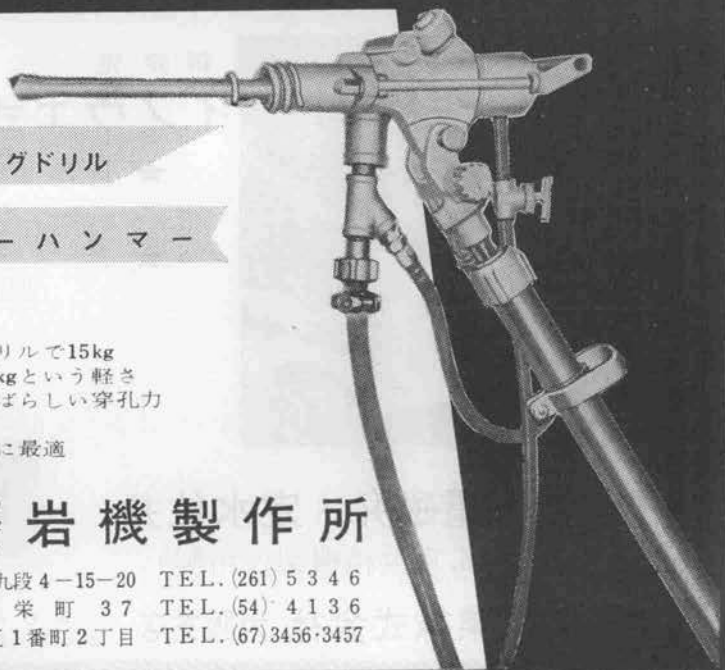 グドリル
ーハンマー
リルで15kg
kgという軽さ
ばらしい穿孔力
に最適
岩機製作所
九段4-15-20 TEL.(261)5346
栄町 37 TEL.(54)4136
1番町2丁目 TEL.(67)3456・3457